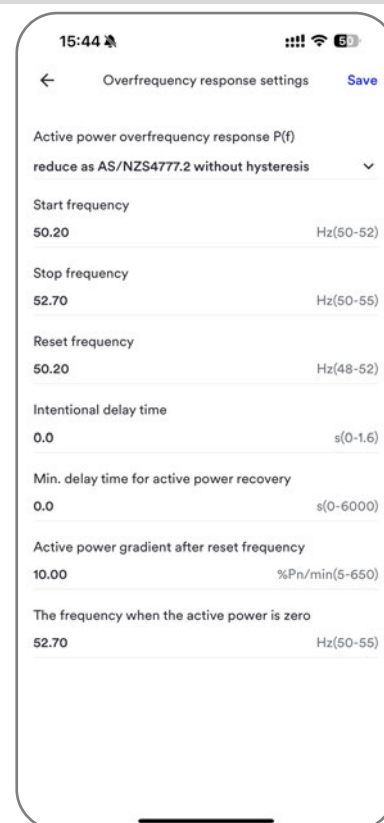 15:44
50
Overfrequency response settings Save
Active power overfrequency response P(f)
reduce as AS/NZS4777.2 without hysteresis
Start frequency
50.20 Hz(50-52)
Stop frequency
52.70 Hz(50-55)
Reset frequency
50.20 Hz(48-52)
Intentional delay time
0.0 s(0-1.6)
Min. delay time for active power recovery
0.0 s(0-6000)
Active power gradient after reset frequency
10.00 %Pn/min(5-650)
The frequency when the active power is zero
52.70 Hz(50-55)